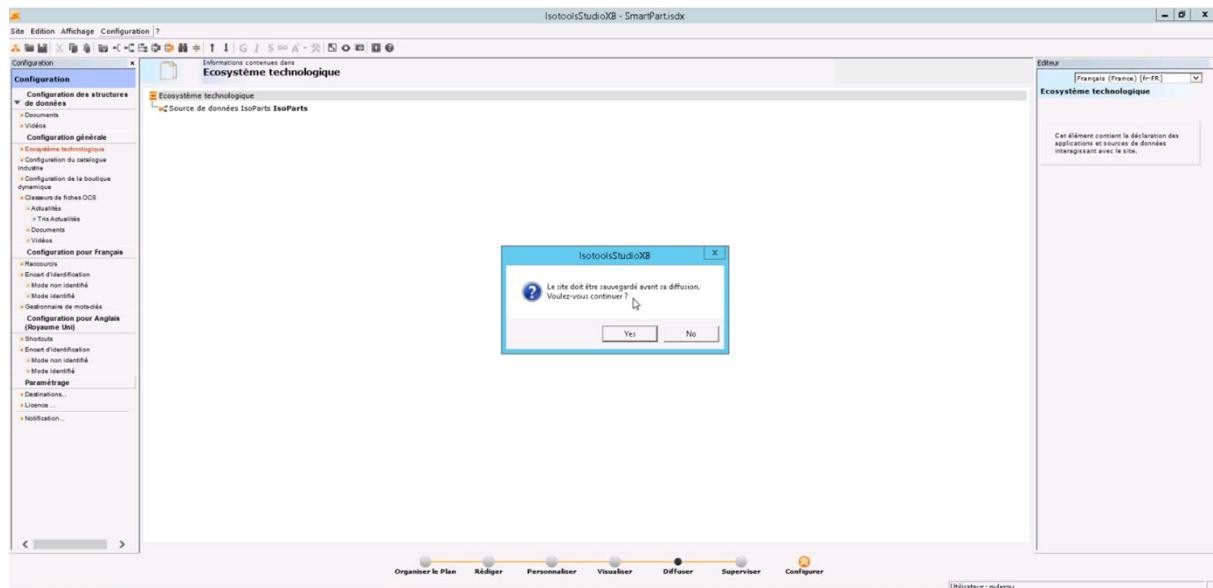 IsotoolsStudioX8 - SmartPart.isdx
Site Edition Affichage Configuration ?
Configuration
Configuration
Configuration des structures
de données
Documents
Vidéos
Configuration générale
Ecosystème technologique
Configuration du catalogue
industrie
Configuration de la boutique
dynamique
Classeurs de fiches OCS
Actualités
Tris Actualités
Documents
Vidéos
Configuration pour Français
Raccourcis
Encart d'identification
Mode non identifié
Mode identifié
Gestionnaire de mots-clés
Configuration pour Anglais
(Royaume Uni)
Shortcuts
Encart d'identification
Mode non identifié
Mode identifié
Paramétrage
Destinations...
Licence ...
Notification...
Informations contenues dans
Ecosystème technologique
Ecosystème technologique
Source de données IsoParts IsoParts
IsotoolsStudioX8
Le site doit être sauvegardé avant sa diffusion.
Voulez-vous continuer ?
Yes No
Editeur
Français (France) [fr-FR]
Ecosystème technologique
Cet élément contient la déclaration des
applications et sources de données
interagissant avec le site.
Organiser le Plan Rédiger Personnaliser Visualiser Diffuser Superviser Configurer
Utilisateur :